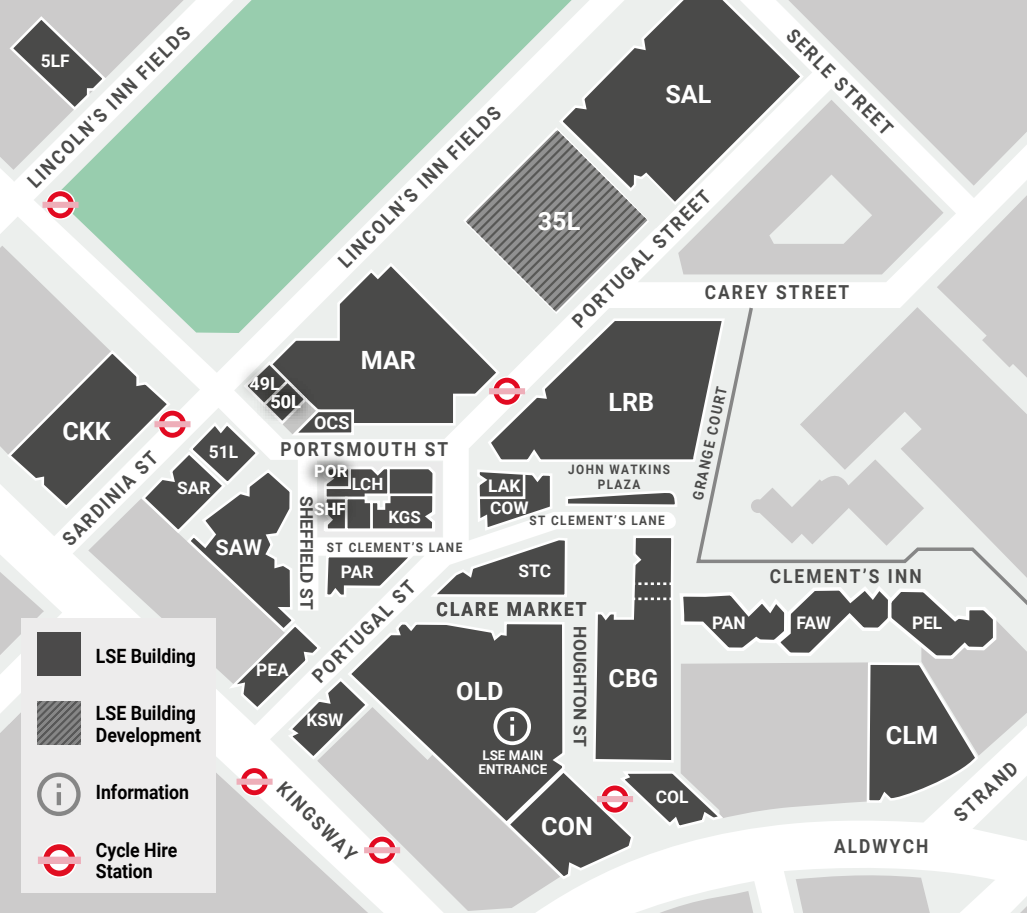 5LF
LINCOLN'S INN FIELDS
LINCOLN'S INN FIELDS
SAL
SERLE STREET
35L
PORTUGAL STREET
CAREY STREET
MAR
49L
50L
OCS
LRB
GRANGE COURT
CKK
SARDINIA ST
51L
SAR
SAW
PORTSMOUTH ST
POR
LCH
SHF
KGS
SHEFFIELD ST
ST CLEMENT'S LANE
PAR
LAK
COW
JOHN WATKINS
PLAZA
ST CLEMENT'S LANE
STC
CLARE MARKET
PORTUGAL ST
CLEMENT'S INN
PAN
FAW
PEL
PEA
KSW
OLD
LSE MAIN
ENTRANCE
HOUGHTON ST
CBG
CLM
COL
CON
KINGSWAY
STRAND
ALDWYCH
LSE Building
LSE Building
Development
Information
Cycle Hire
Station